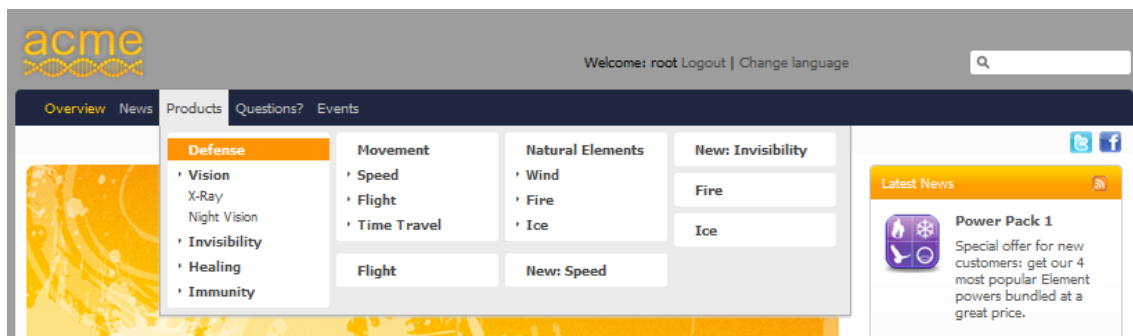 acme
Welcome: root Logout | Change language
Overview News Products Questions? Events
Defense
Vision
X-Ray
Night Vision
Invisibility
Healing
Immunity
Movement
Speed
Flight
Time Travel
Flight
Natural Elements
Wind
Fire
Ice
New: Speed
New: Invisibility
Fire
Ice
Latest News
Power Pack 1
Special offer for new
customers: get our 4
most popular Element
powers bundled at a
great price.